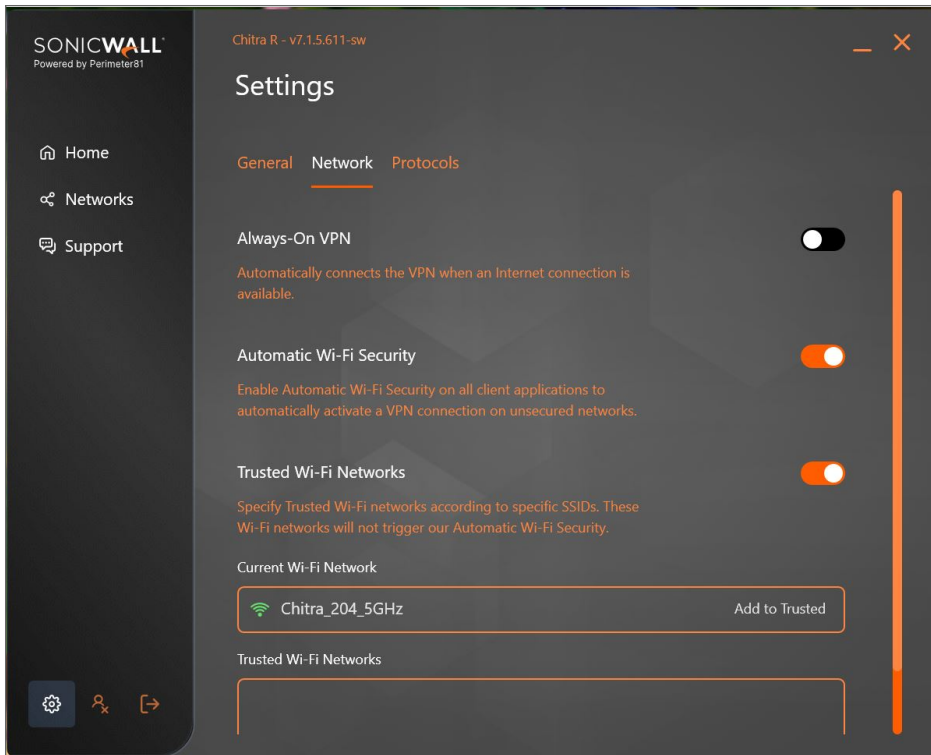 SONICWALL
Powered by Perimeter81
Home
Networks
Support
Chitra R - v7.1.5.611-sw
Settings
General Network Protocols
Always-On VPN
Automatically connects the VPN when an Internet connection is
available.
Automatic Wi-Fi Security
Enable Automatic Wi-Fi Security on all client applications to
automatically activate a VPN connection on unsecured networks.
Trusted Wi-Fi Networks
Specify Trusted Wi-Fi networks according to specific SSIDs. These
Wi-Fi networks will not trigger our Automatic Wi-Fi Security.
Current Wi-Fi Network
Chitra_204_5GHz Add to Trusted
Trusted Wi-Fi Networks